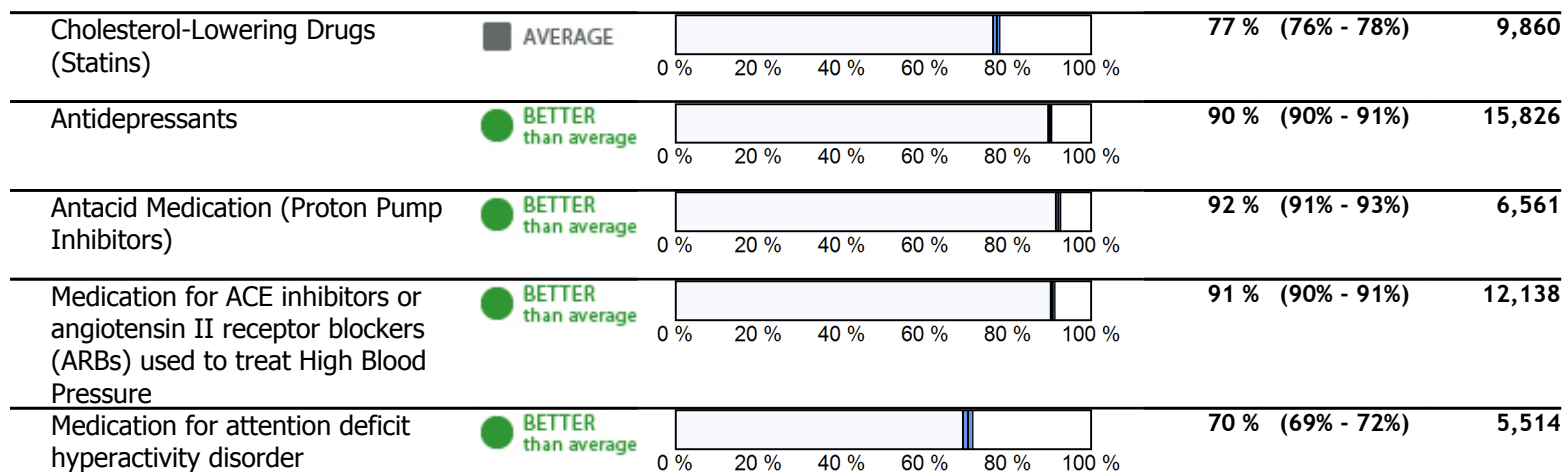 Cholesterol-Lowering Drugs
(Statins)
AVERAGE
0 % 20 % 40 % 60 % 80 % 100 %
77 % (76% - 78%) 9,860
Antidepressants
BETTER
than average
0 % 20 % 40 % 60 % 80 % 100 %
90 % (90% - 91%) 15,826
Antacid Medication (Proton Pump
Inhibitors)
BETTER
than average
0 % 20 % 40 % 60 % 80 % 100 %
92 % (91% - 93%) 6,561
Medication for ACE inhibitors or
angiotensin II receptor blockers
(ARBs) used to treat High Blood
Pressure
BETTER
than average
0 % 20 % 40 % 60 % 80 % 100 %
91 % (90% - 91%) 12,138
Medication for attention deficit
hyperactivity disorder
BETTER
than average
0 % 20 % 40 % 60 % 80 % 100 %
70 % (69% - 72%) 5,514